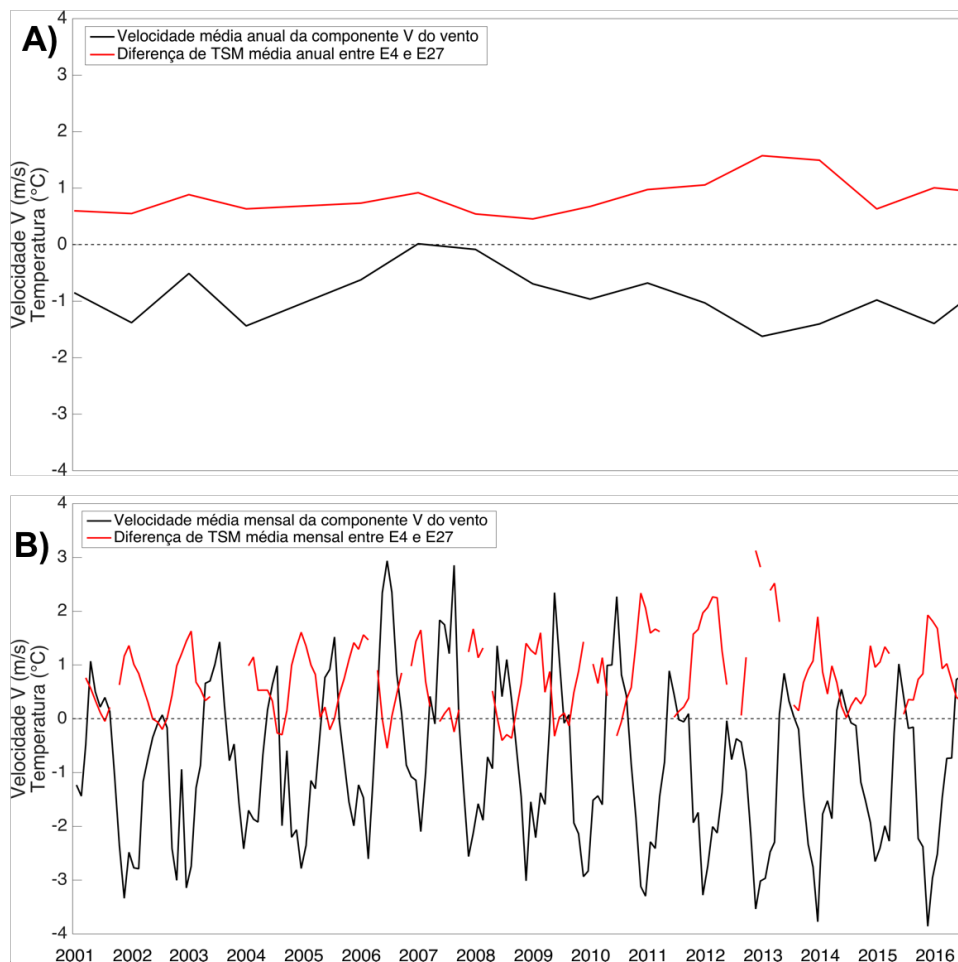 A)
Velocidade média anual da componente V do vento
Diferença de TSM média anual entre E4 e E27
Velocidade V (m/s)
Temperatura (°C)
4
3
2
1
0
-1
-2
-3
-4
B)
Velocidade média mensal da componente V do vento
Diferença de TSM média mensal entre E4 e E27
Velocidade V (m/s)
Temperatura (°C)
4
3
2
1
0
-1
-2
-3
-4
2001 2002 2003 2004 2005 2006 2007 2008 2009 2010 2011 2012 2013 2014 2015 2016